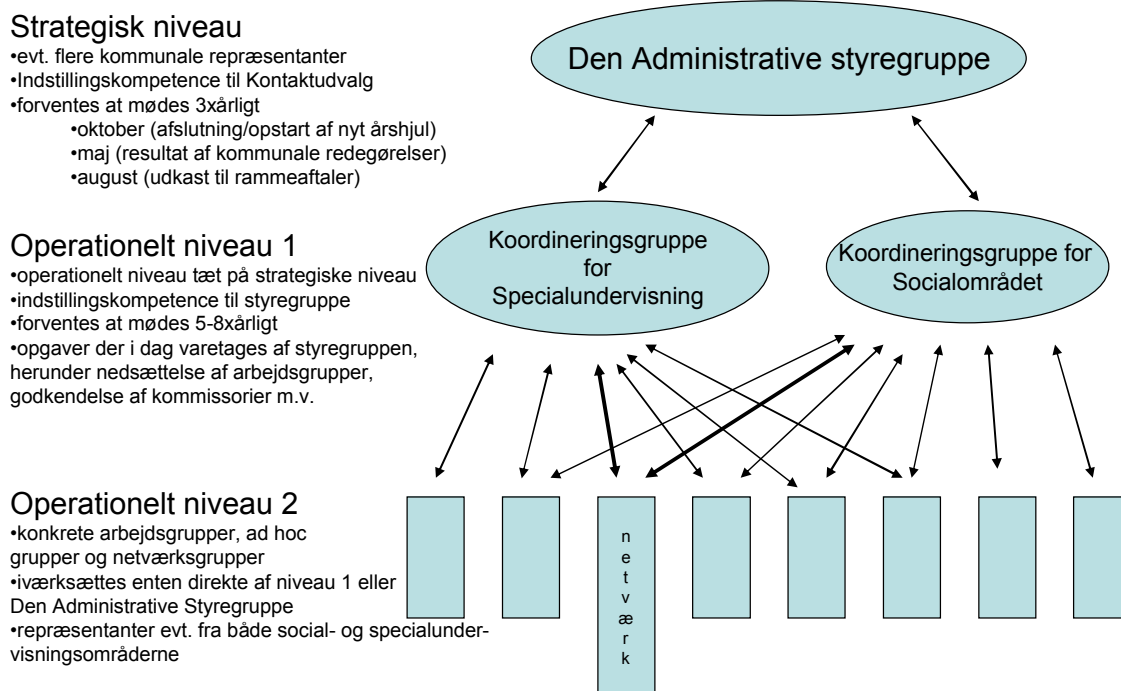 Strategisk niveau
•evt. flere kommunale repræsentanter
•Indstillingskompetence til Kontaktudvalg
•forventes at mødes 3xårligt
•oktober (afslutning/opstart af nyt årshjul)
•maj (resultat af kommunale redegørelser)
•august (udkast til rammeaftaler)
Den Administrative styregruppe
Operationelt niveau 1
•operationelt niveau tæt på strategiske niveau
•indstillingskompetence til styregruppe
•forventes at mødes 5-8xårligt
•opgaver der i dag varetages af styregruppen,
herunder nedsættelse af arbejdsgrupper,
godkendelse af kommissorier m.v.
Koordineringsgruppe
for
Specialundervisning
Koordineringsgruppe for
Socialområdet
Operationelt niveau 2
•konkrete arbejdsgrupper, ad hoc
grupper og netværksgrupper
•iværksættes enten direkte af niveau 1 eller
Den Administrative Styregruppe
•repræsentanter evt. fra både social- og specialunder-
visningsområderne
n
e
t
v
æ
r
k